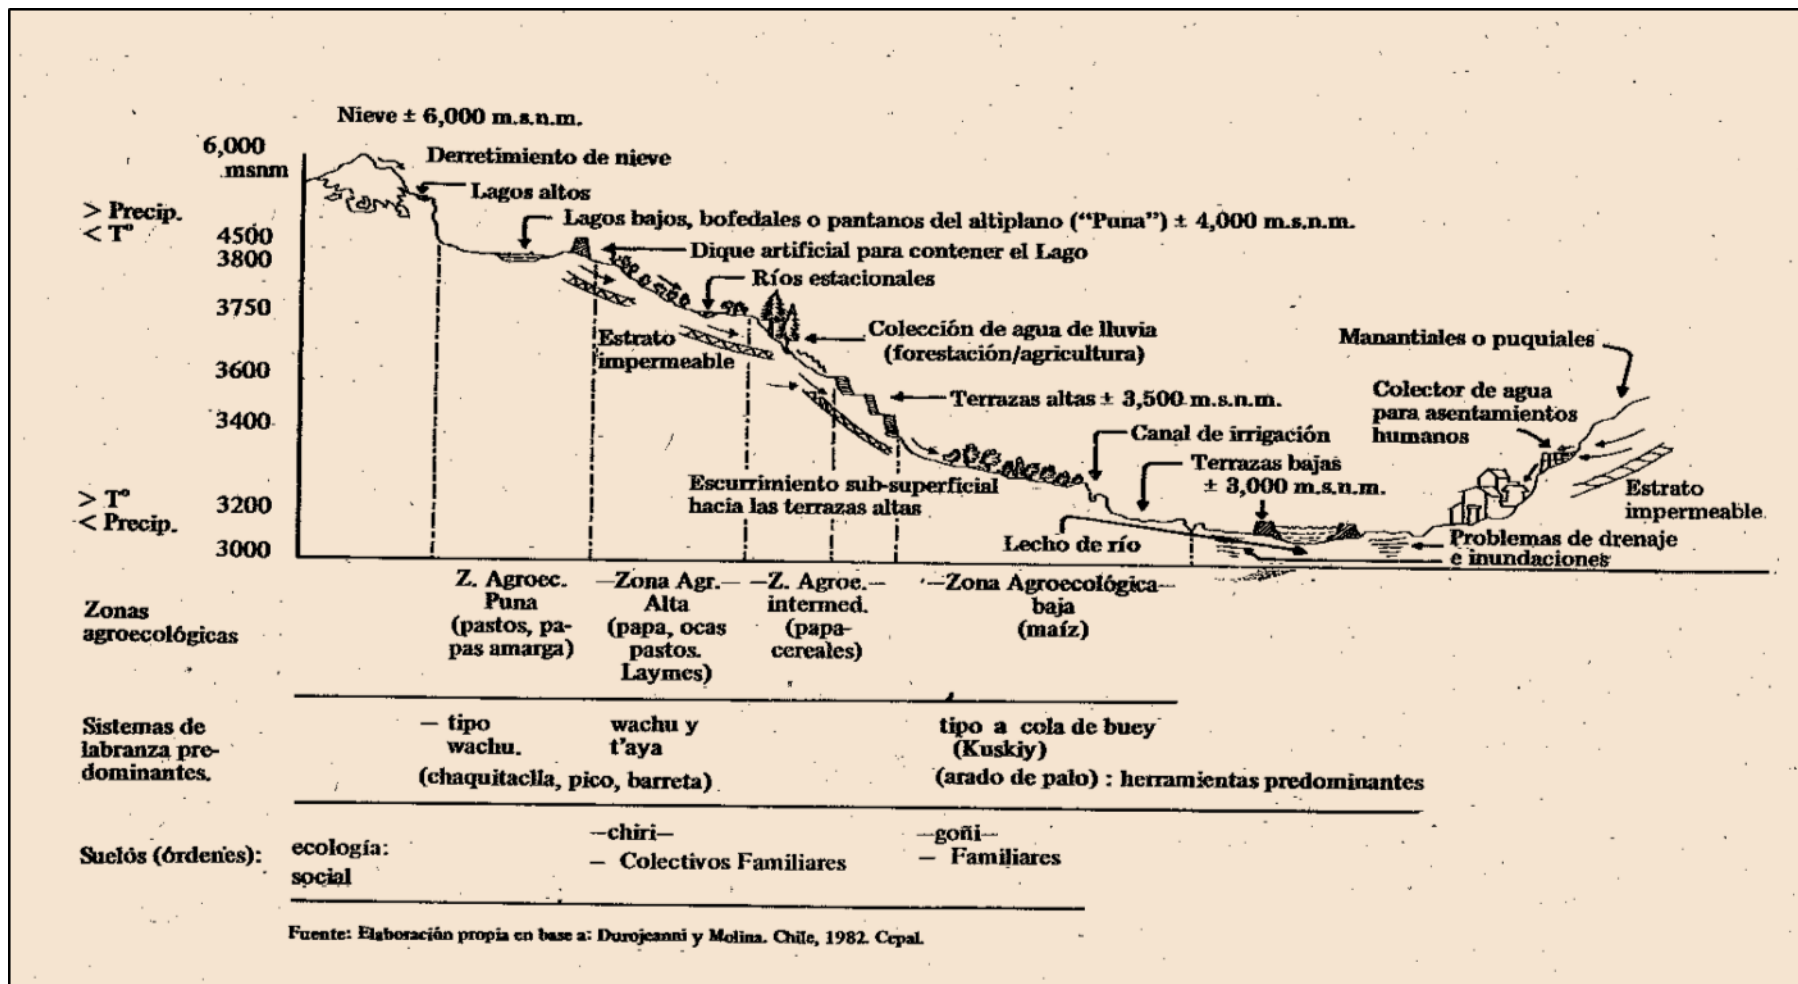 Nieve ± 6,000 m.s.n.m.
6,000
msnm
Derretimiento de nieve
Lagos altos
> Precip.
< T°
Lagos bajos, bofedales o pantanos del altiplano (“Puna”) ± 4,000 m.s.n.m.
4500
Dique artificial para contener el Lago
3800
Ríos estacionales
3750
Colección de agua de lluvia
(forestación/agricultura)
Estrato
impermeable
Manantiales o puquiales
3600
Terrazas altas ± 3,500 m.s.n.m.
Colector de agua
para asentamientos
humanos
3400
Canal de irrigación
Terrazas bajas
± 3,000 m.s.n.m.
Escurrimiento sub-superficial
hacia las terrazas altas
Estrato
impermeable
> T°
< Precip.
3200
Lecho de río
Problemas de drenaje
e inundaciones
3000
Zonas
agroecológicas
Z. Agroec.
Puna
(pastos, pa-
pas amarga)
—Zona Agr.—
Alta
(papa, ocas
pastos.
Laymes)
—Z. Agroe.—
intermed.
(papa-
cereales)
—Zona Agroecológica—
baja
(maíz)
Sistemas de
labranza pre-
dominantes.
— tipo
wachu.
wachu y
t’aya
(chaquitaclla, pico, barreta)
tipo a cola de buey
(Kuskiy)
(arado de palo) : herramientas predominantes
Suelós (órdenes):
ecología:
social
—chiri—
— Colectivos Familiares
—goñi—
— Familiares
Fuente: Elaboración propia en base a: Durojeanni y Molina. Chile, 1982. Cepal.